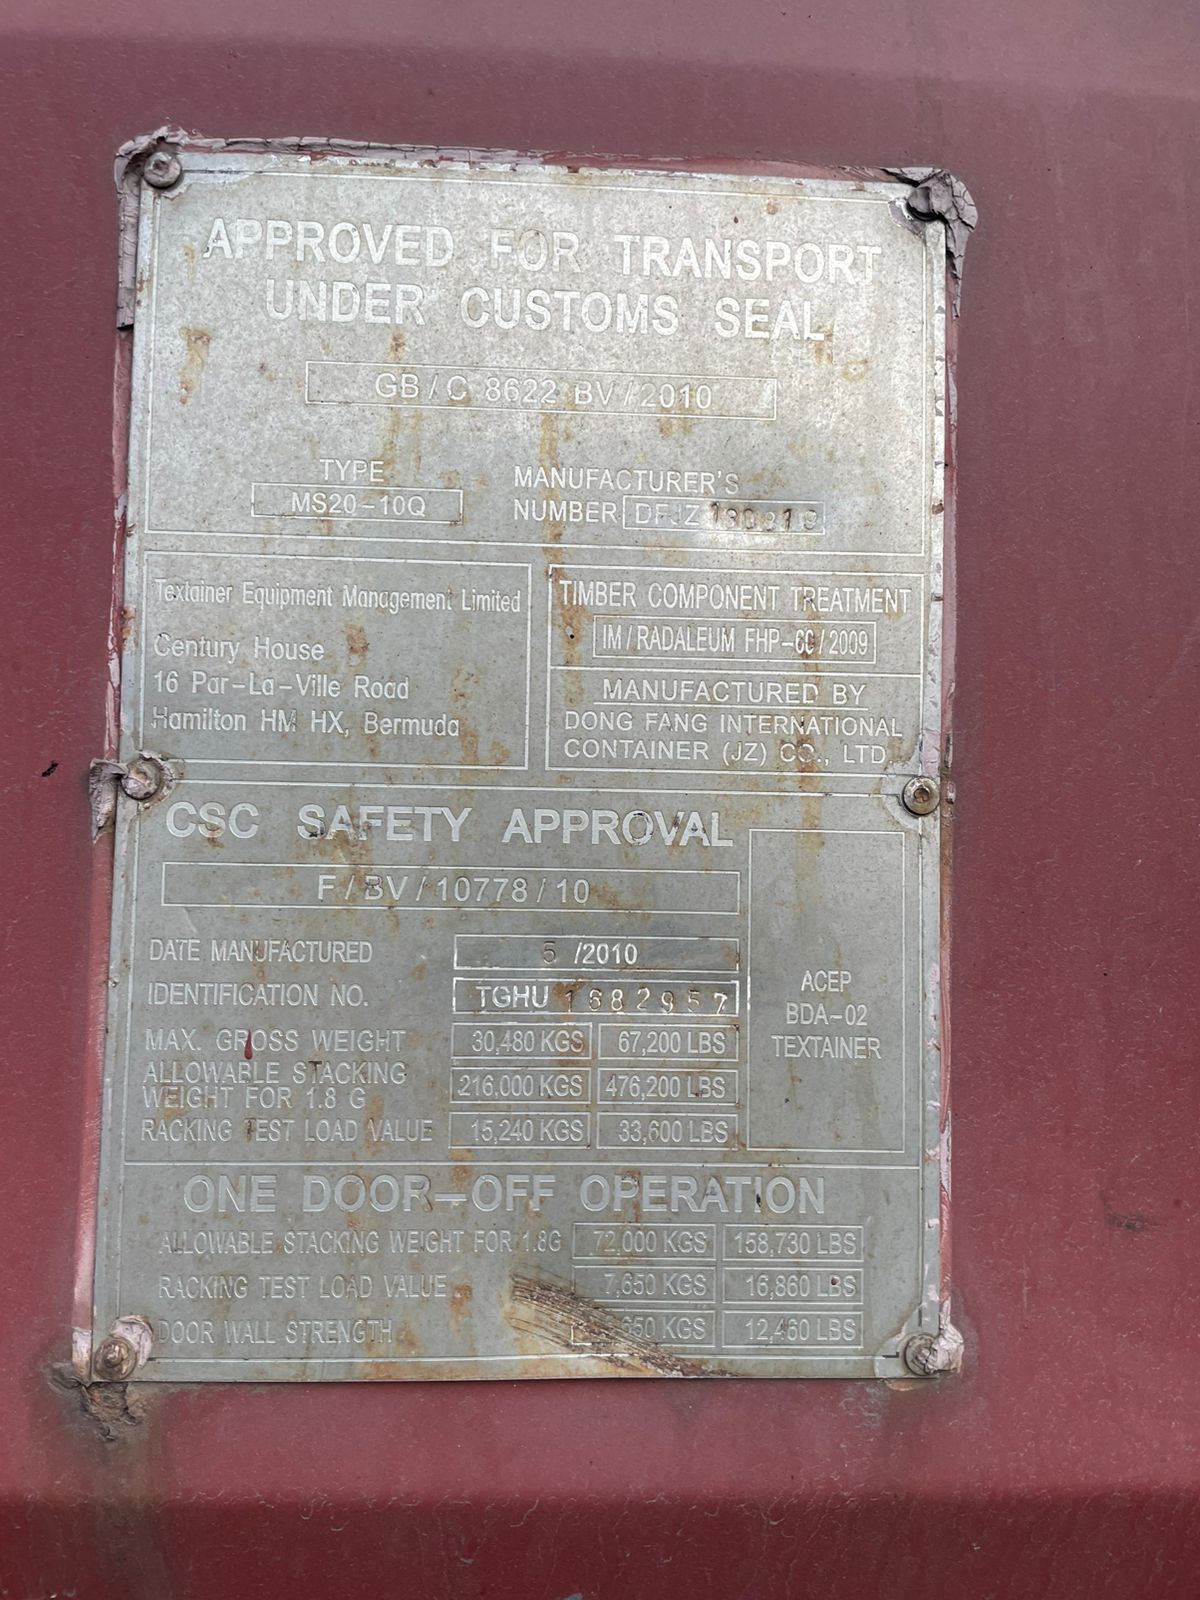 APPROVED FOR TRANSPORT
UNDER CUSTOMS SEAL
GB/C 8622 BV/2010
TYPE
MS20-10Q
MANUFACTURER'S
NUMBER DFJZ
Textainer Equipment Management Limited
Century House
16 Par-La-Ville Road
Hamilton HM HX, Bermuda
TIMBER COMPONENT TREATMENT
IM/RADALEUM FHP-60/2009
MANUFACTURED BY
DONG FANG INTERNATIONAL
CONTAINER (JZ) CO., LTD
CSC SAFETY APPROVAL
F/BV/10778/10
DATE MANUFACTURED 5 /2010
IDENTIFICATION NO. TGHU 1682957
MAX. GROSS WEIGHT 30,480 KGS 67,200 LBS
ALLOWABLE STACKING
WEIGHT FOR 1.8 G 216,000 KGS 476,200 LBS
RACKING TEST LOAD VALUE 15,240 KGS 33,600 LBS
ACEP
BDA-02
TEXTAINER
ONE DOOR-OFF OPERATION
ALLOWABLE STACKING WEIGHT FOR 1.8G 72,000 KGS 158,730 LBS
RACKING TEST LOAD VALUE 7,650 KGS 16,860 LBS
DOOR WALL STRENGTH KGS 12,460 LBS